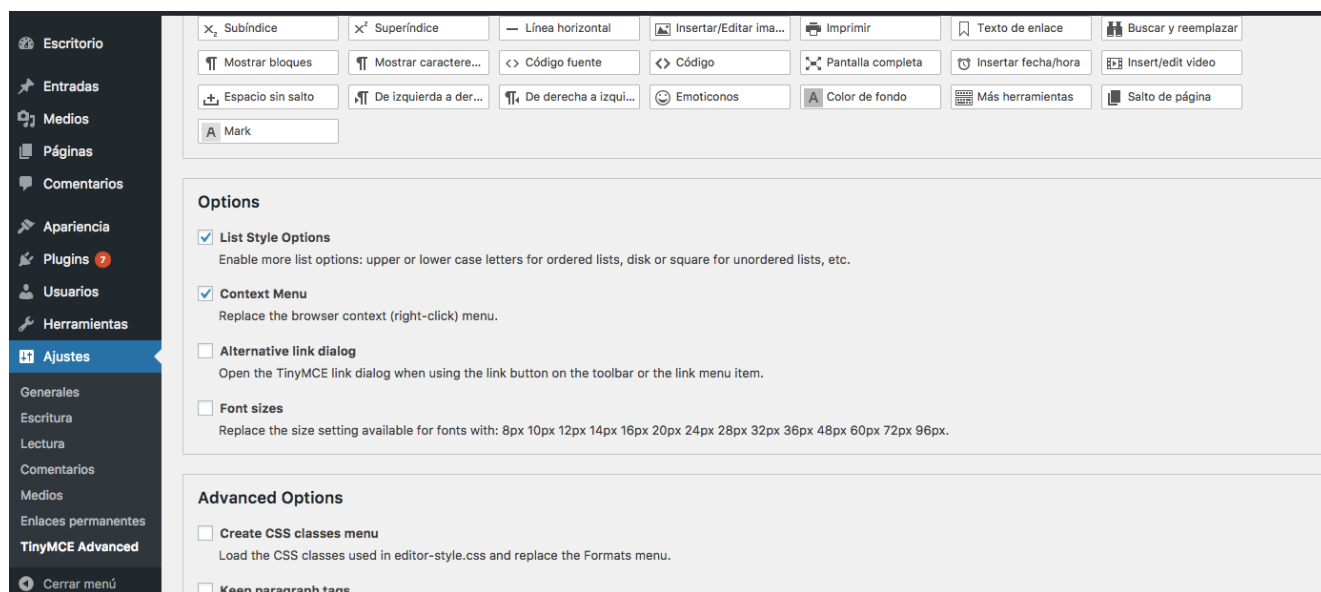 Escritorio
Entradas
Medios
Páginas
Comentarios
Apariencia
Plugins 7
Usuarios
Herramientas
Ajustes
Generales
Escritura
Lectura
Comentarios
Medios
Enlaces permanentes
TinyMCE Advanced
Cerrar menú
Subíndice
Superíndice
Línea horizontal
Insertar/Editar ima...
Imprimir
Texto de enlace
Buscar y reemplazar
Mostrar bloques
Mostrar caractere...
Código fuente
Código
Pantalla completa
Insertar fecha/hora
Insert/edit video
Espacio sin salto
De izquierda a der...
De derecha a izqui...
Emoticonos
A Color de fondo
Más herramientas
Salto de página
A Mark
Options
List Style Options
Enable more list options: upper or lower case letters for ordered lists, disk or square for unordered lists, etc.
Context Menu
Replace the browser context (right-click) menu.
Alternative link dialog
Open the TinyMCE link dialog when using the link button on the toolbar or the link menu item.
Font sizes
Replace the size setting available for fonts with: 8px 10px 12px 14px 16px 20px 24px 28px 32px 36px 48px 60px 72px 96px.
Advanced Options
Create CSS classes menu
Load the CSS classes used in editor-style.css and replace the Formats menu.
Keep paragraph tags